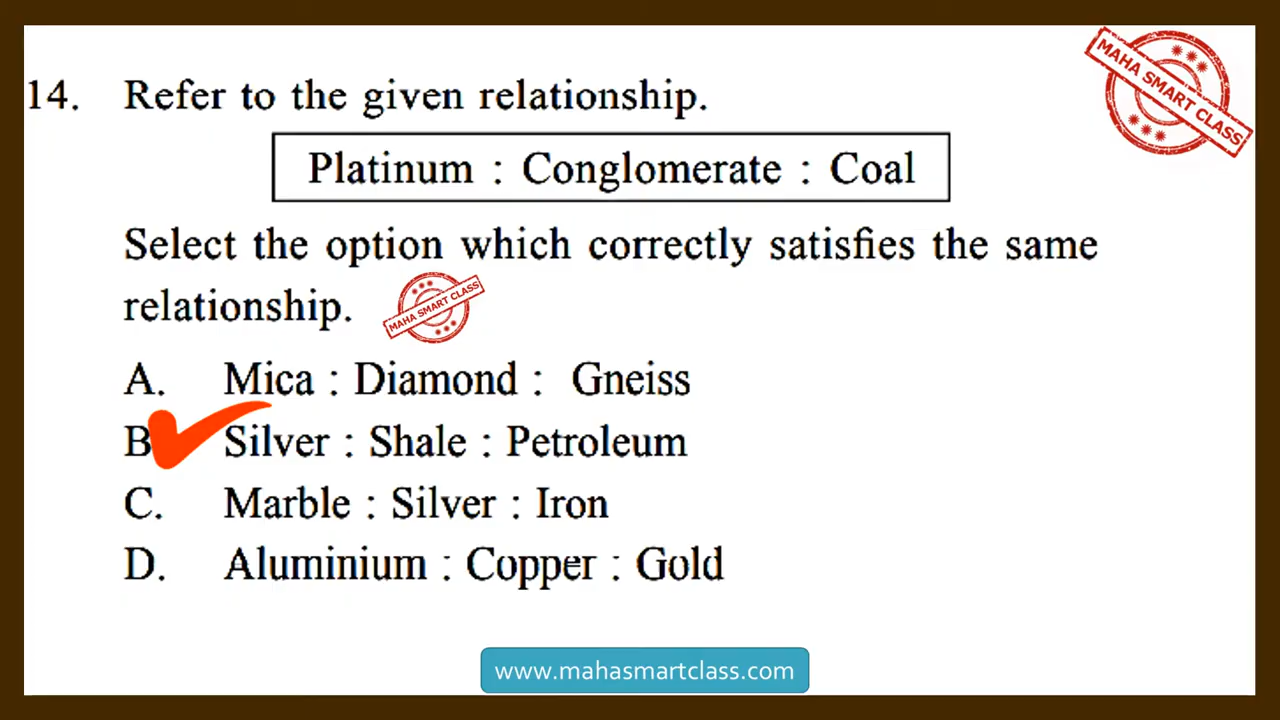 MAHA SMART CLASS
14. Refer to the given relationship.
Platinum : Conglomerate : Coal
Select the option which correctly satisfies the same
relationship.
MAHA SMART CLASS
A. Mica : Diamond : Gneiss
B Silver : Shale : Petroleum
C. Marble : Silver : Iron
D. Aluminium : Copper : Gold
www.mahasmartclass.com